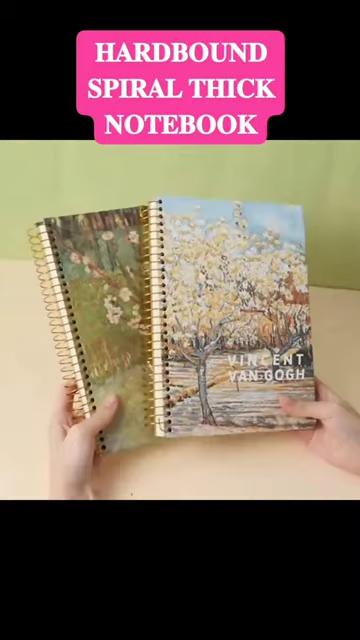 HARDBOUND
SPIRAL THICK
NOTEBOOK
VINCENT
VAN GOGH